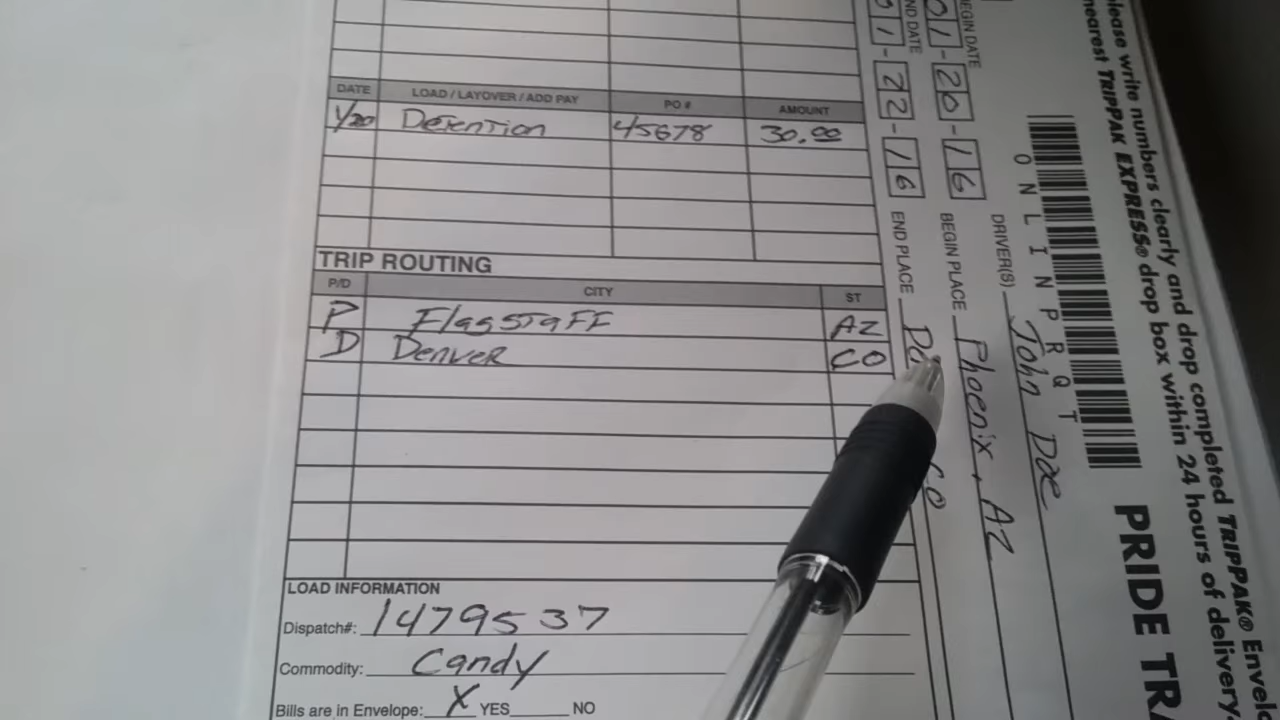 DATE LOAD / LAYOVER / ADD PAY PO # AMOUNT
1/20 Detention 45678 30.00
TRIP ROUTING
P/D CITY ST
P FlagstaFF AZ
D Denver CO
LOAD INFORMATION
Dispatch#: 1479537
Commodity: Candy
Bills are in Envelope: X YES NO
END DATE 01-22-16 END PLACE CO
BEGIN DATE 01-20-16 BEGIN PLACE Phoenix, AZ
DRIVER(S) John Doe
ONLINPRQT
PRIDE
please write numbers clearly and drop completed TRIPPAK®
nearest TRIPPAK EXPRESS® drop box within 24 hours of delivery